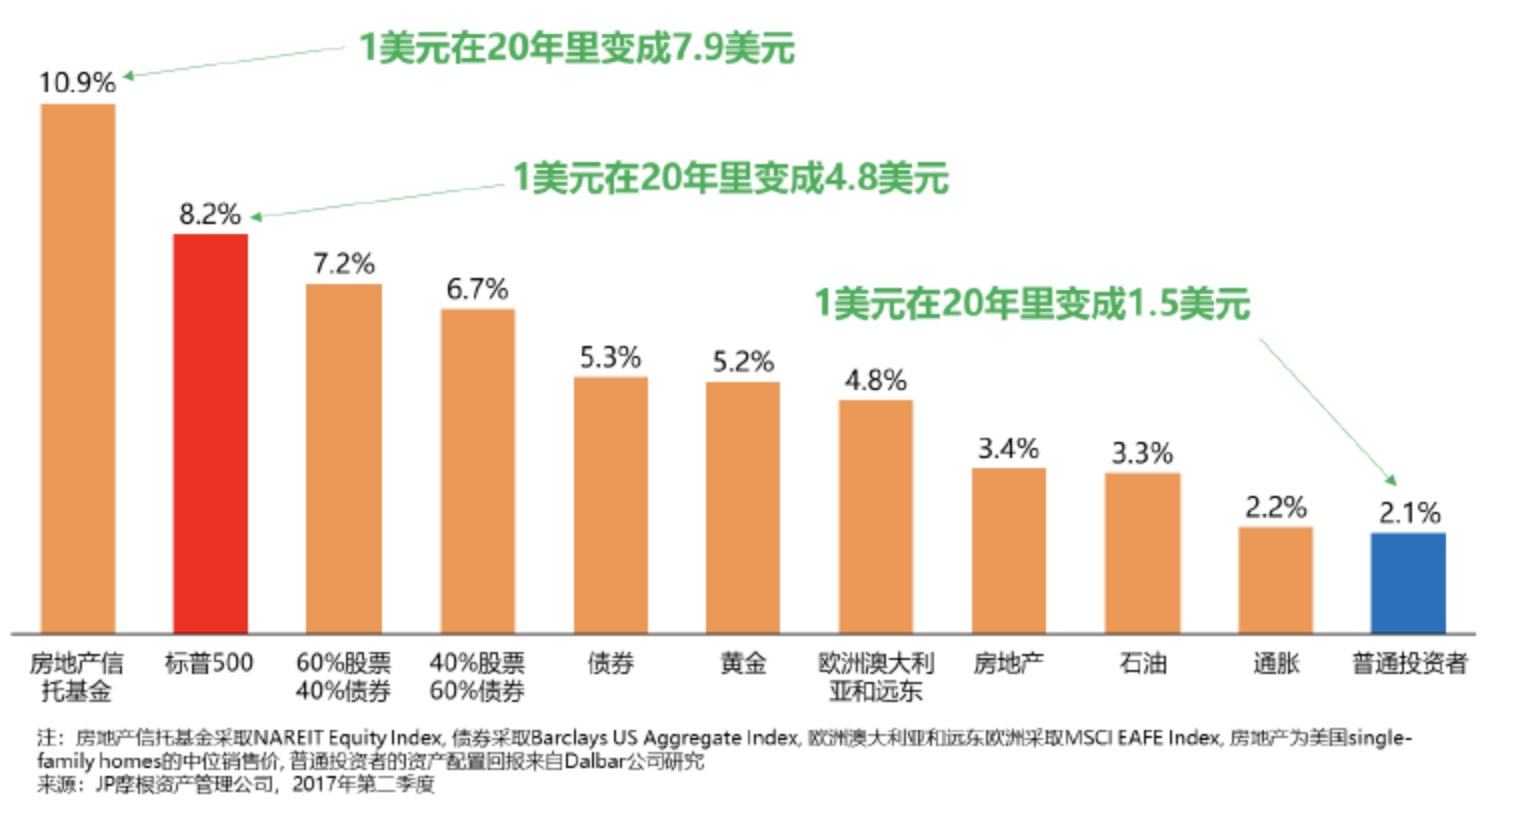 1美元在20年里变成7.9美元
10.9%
1美元在20年里变成4.8美元
8.2%
7.2%
6.7%
1美元在20年里变成1.5美元
5.3%
5.2%
4.8%
3.4%
3.3%
2.2%
2.1%
房地产信
托基金
标普500
60%股票
40%债券
40%股票
60%债券
债券
黄金
欧洲澳大利
亚和远东
房地产
石油
通胀
普通投资者
注：房地产信托基金采取NAREIT Equity Index, 债券采取Barclays US Aggregate Index, 欧洲澳大利亚和远东欧洲采取MSCI EAFE Index, 房地产为美国single-
family homes的中位销售价, 普通投资者的资产配置回报来自Dalbar公司研究
来源：JP摩根资产管理公司，2017年第二季度